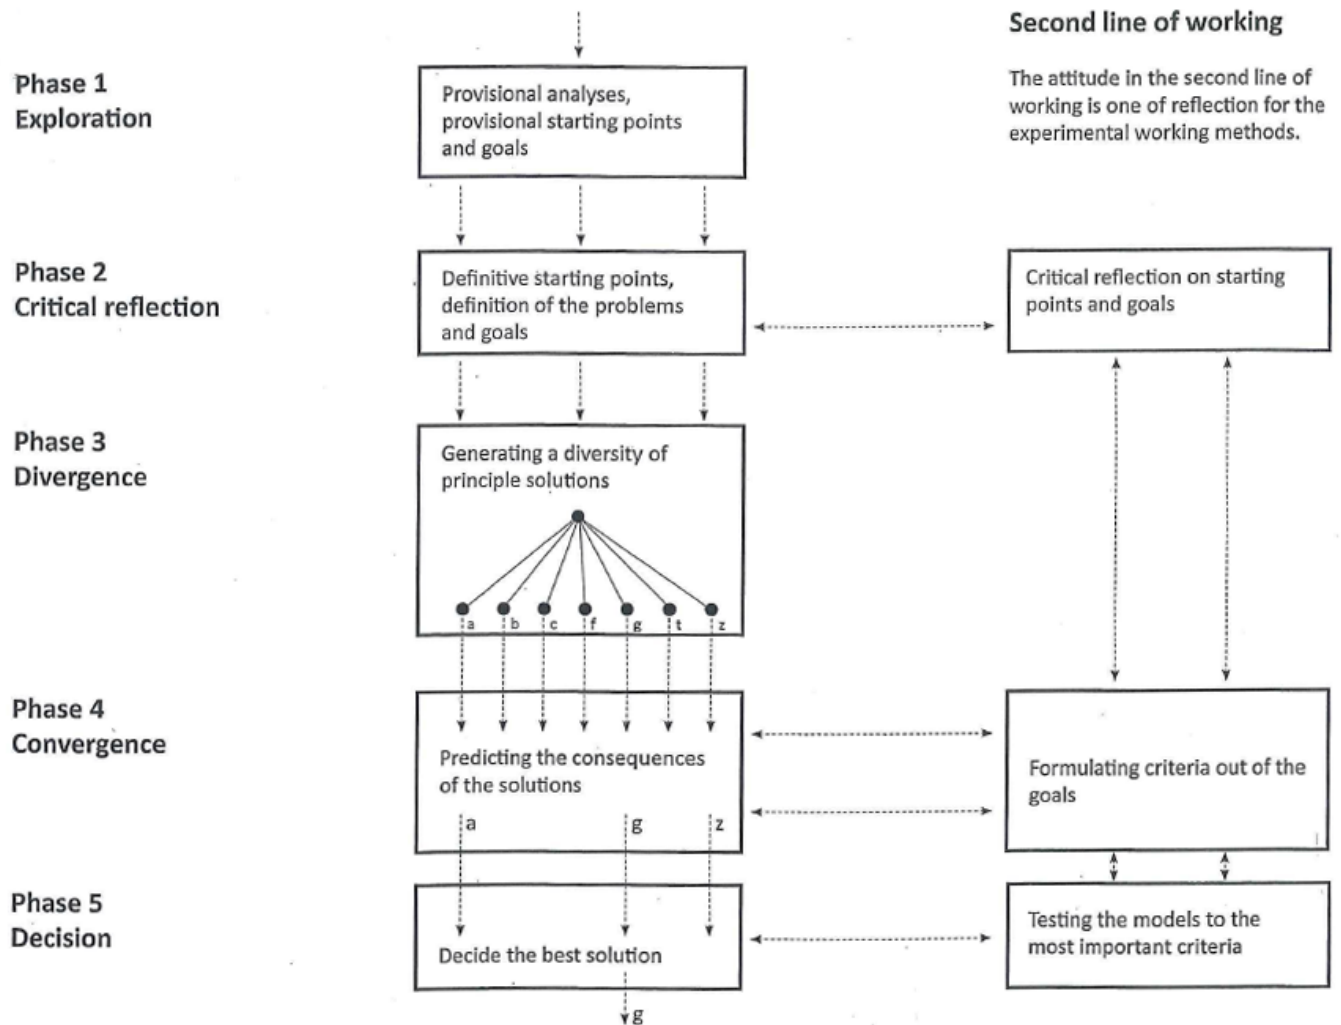 Second line of working
Phase 1
Exploration
Provisional analyses,
provisional starting points
and goals
The attitude in the second line of
working is one of reflection for the
experimental working methods.
Phase 2
Critical reflection
Definitive starting points,
definition of the problems
and goals
Critical reflection on starting
points and goals
Phase 3
Divergence
Generating a diversity of
principle solutions
a b c f g t z
Phase 4
Convergence
Predicting the consequences
of the solutions
a g z
Formulating criteria out of the
goals
Phase 5
Decision
Decide the best solution
g
Testing the models to the
most important criteria